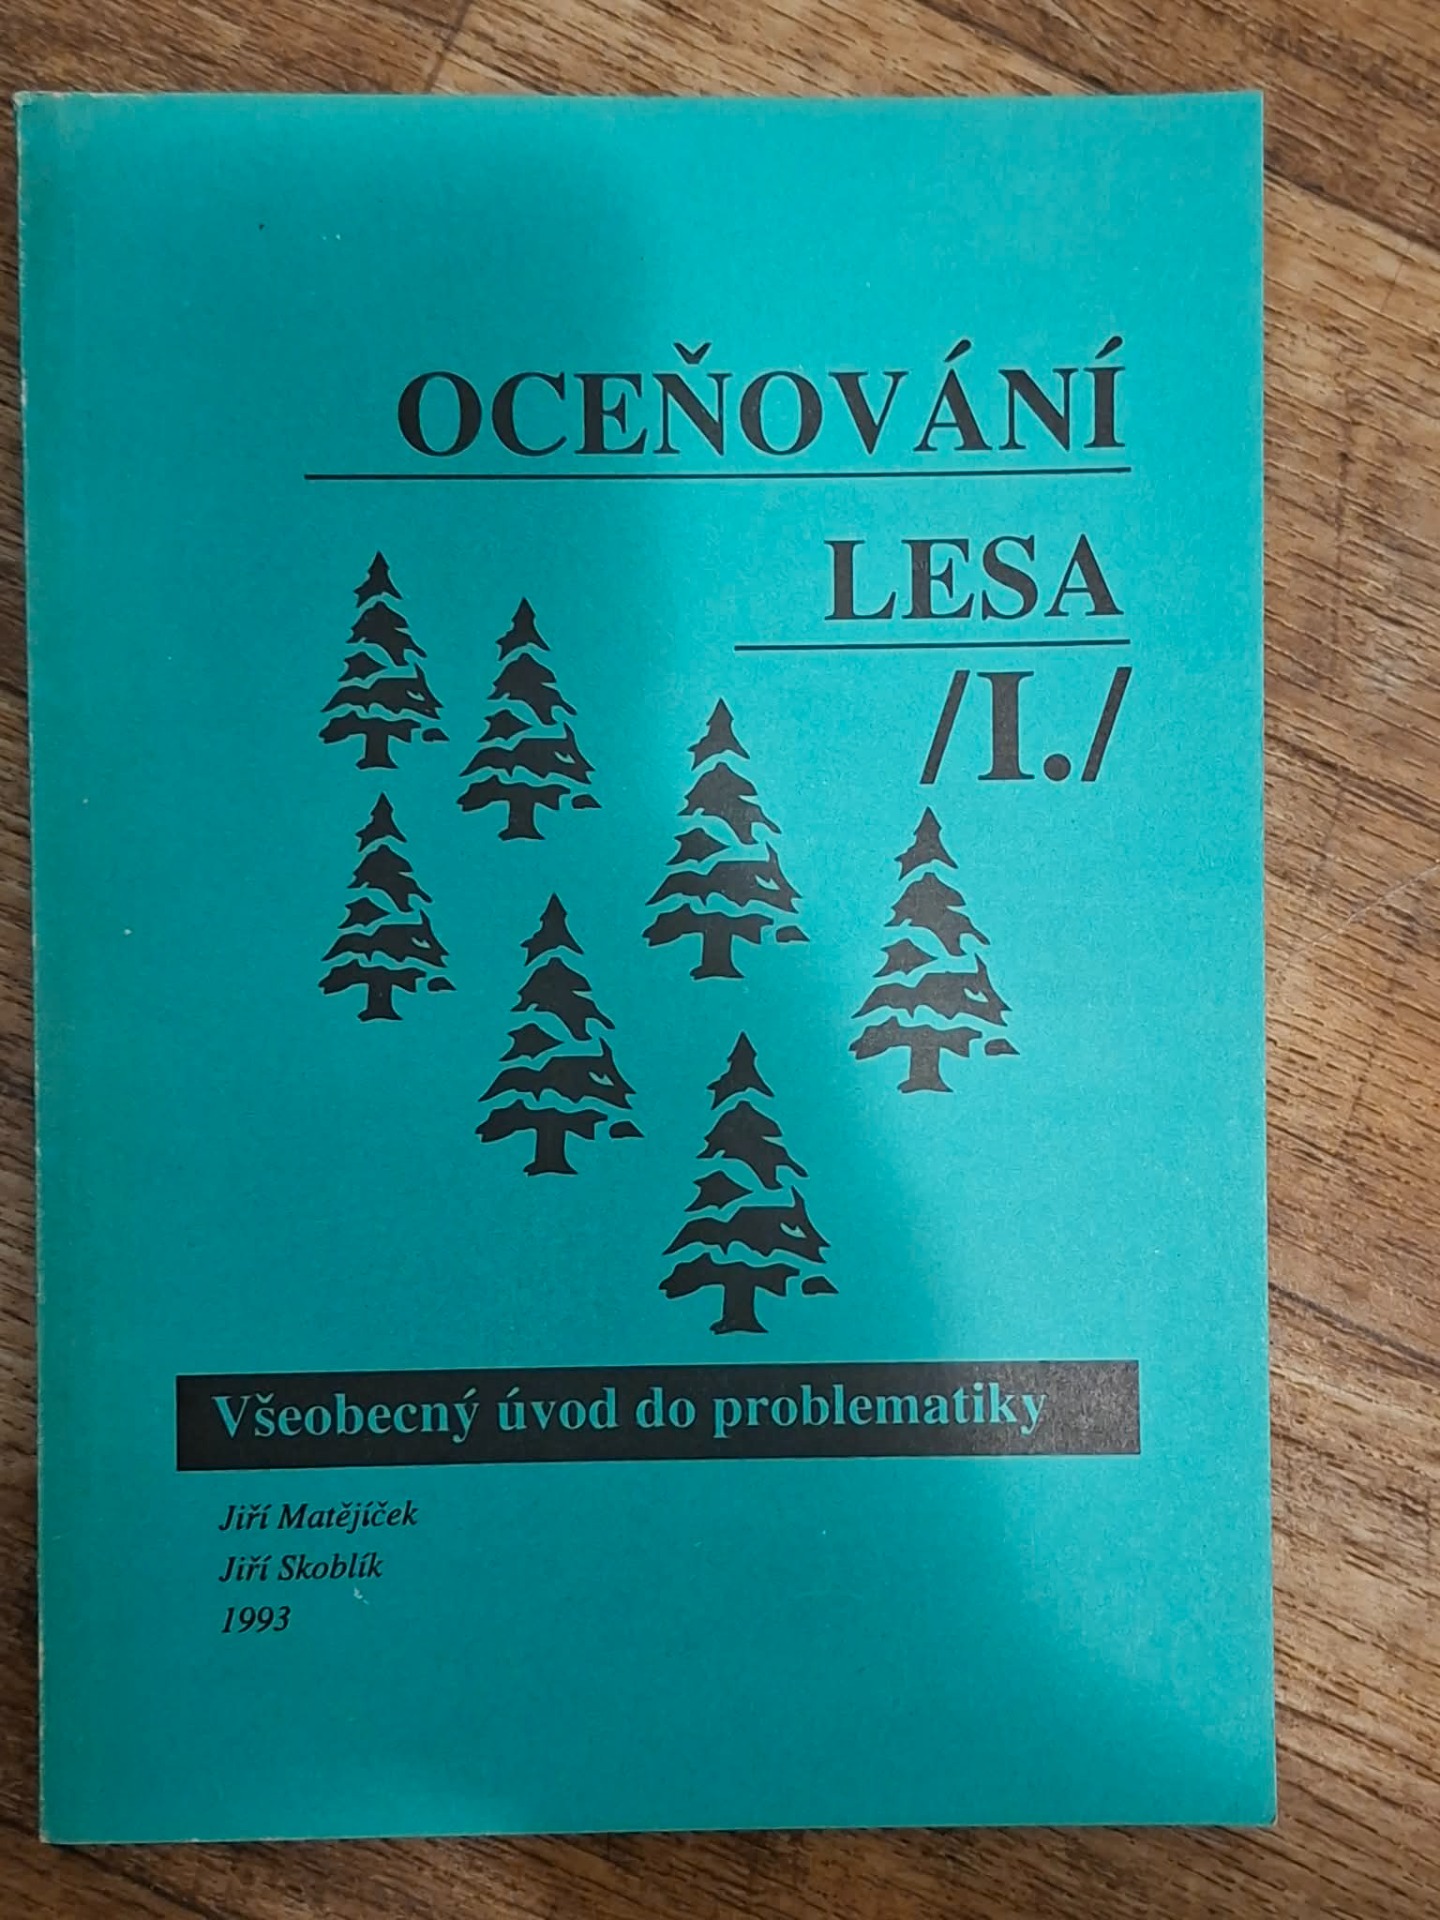 OCEŇOVÁNÍ
LESA
/I./
Všeobecný úvod do problematiky
Jiří Matějíček
Jiří Skoblík
1993